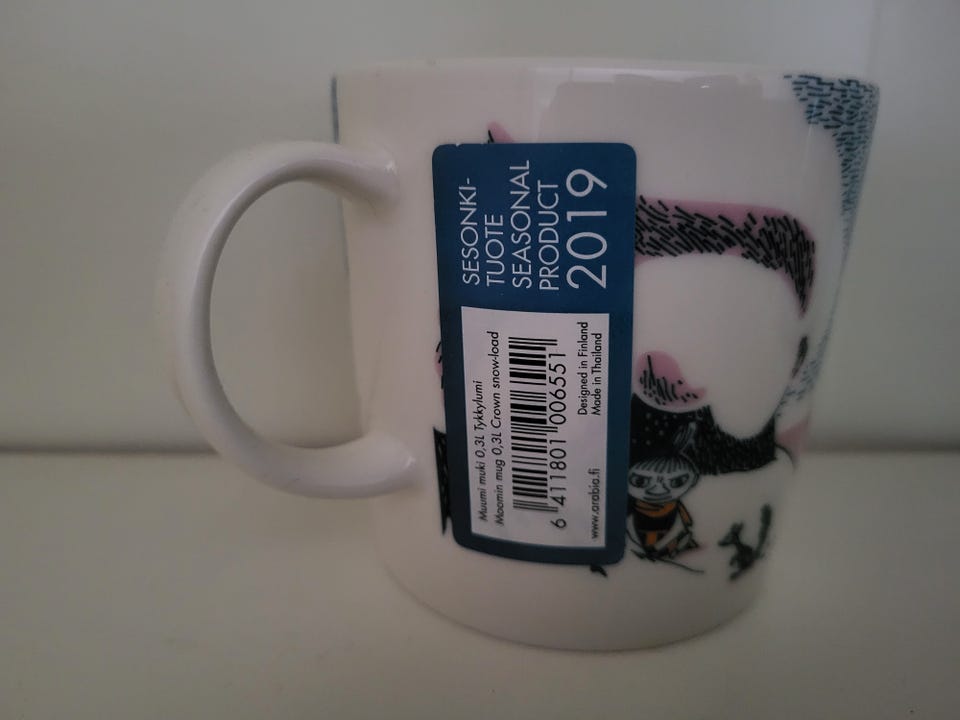 SESONKI-
TUOTE
SEASONAL
PRODUCT
2019
Muumi muki 0,3L Tykkylumi
Moomin mug 0,3L Crown snow-load
6 411801 006551
Designed in Finland
Made in Thailand
www.arabia.fi